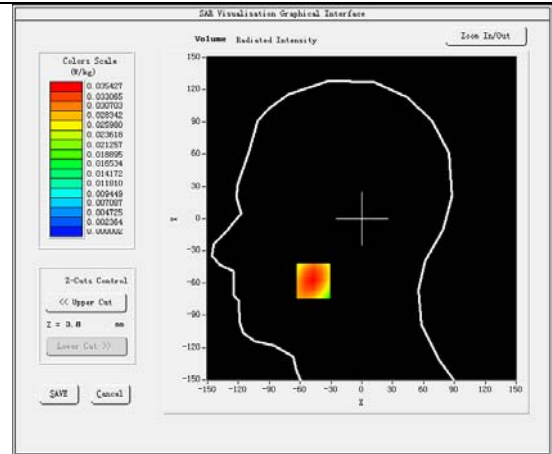 SAR Visualisation Graphical Interface
Volume Radiated Intensity
Zoom In/Out
Colors Scale
(W/kg)
0.035427
0.033065
0.030703
0.028342
0.025980
0.023618
0.021257
0.018895
0.016534
0.014172
0.011810
0.009449
0.007087
0.004725
0.002364
0.000002
Z-Cuts Control
<< Upper Cut
Z = 3.0 mm
Lower Cut >>
SAVE
Cancel
150
120
90
60
30
0
-30
-60
-90
-120
-150
Y
-150 -120 -90 -60 -30 0 30 60 90 120 150
X